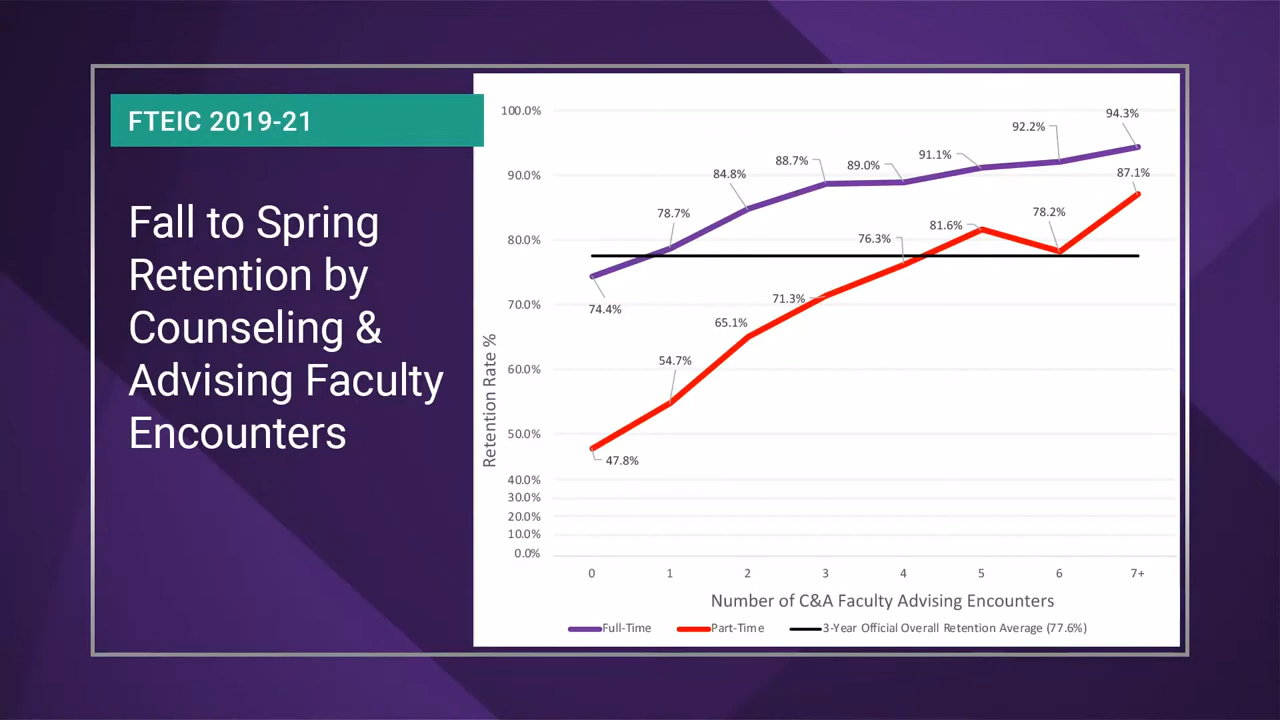 FTEIC 2019-21
Fall to Spring
Retention by
Counseling &
Advising Faculty
Encounters
Retention Rate %
100.0%
90.0%
80.0%
70.0%
60.0%
50.0%
40.0%
30.0%
20.0%
10.0%
0.0%
74.4%
78.7%
84.8%
88.7%
89.0%
91.1%
92.2%
94.3%
47.8%
54.7%
65.1%
71.3%
76.3%
81.6%
78.2%
87.1%
0 1 2 3 4 5 6 7+
Number of C&A Faculty Advising Encounters
Full-Time Part-Time 3-Year Official Overall Retention Average (77.6%)